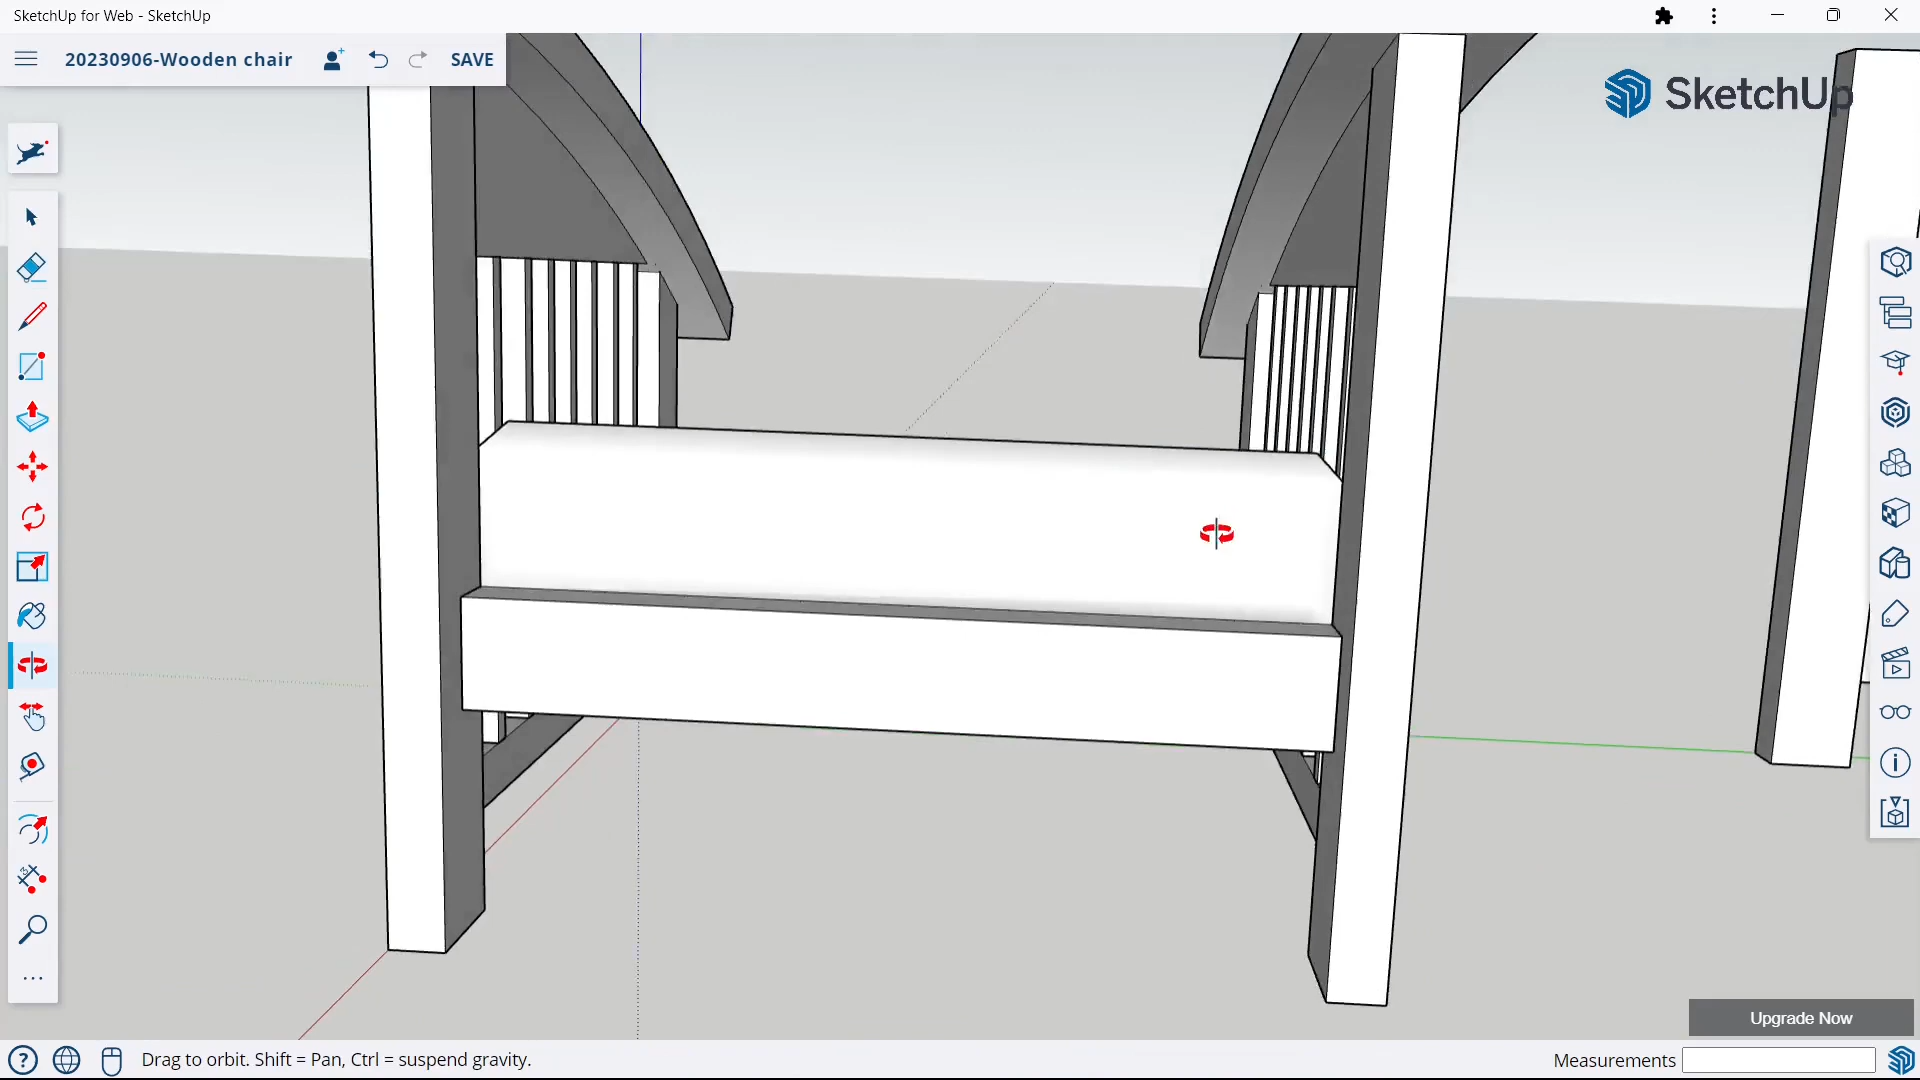 SketchUp for Web - SketchUp
20230906-Wooden chair
SAVE
SketchUp
Upgrade Now
Drag to orbit. Shift = Pan, Ctrl = suspend gravity.
Measurements